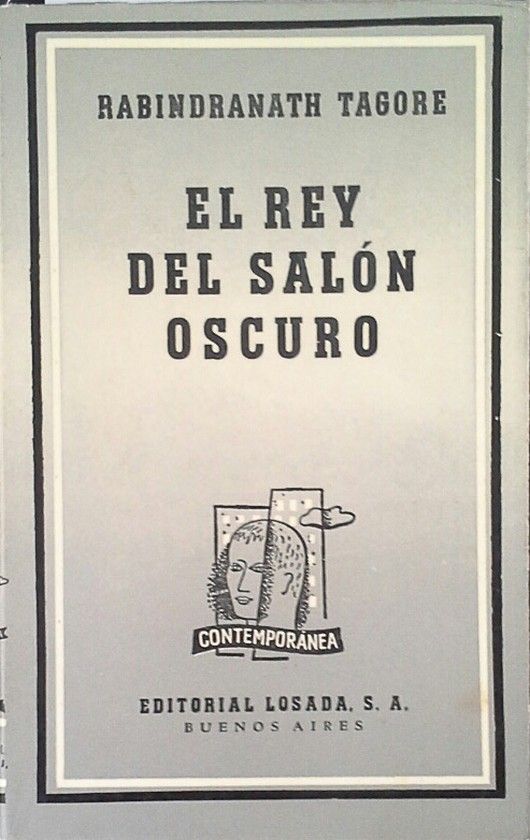 RABINDRANATH TAGORE
EL REY
DEL SALÓN
OSCURO
CONTEMPORÁNEA
EDITORIAL LOSADA, S. A.
BUENOS AIRES